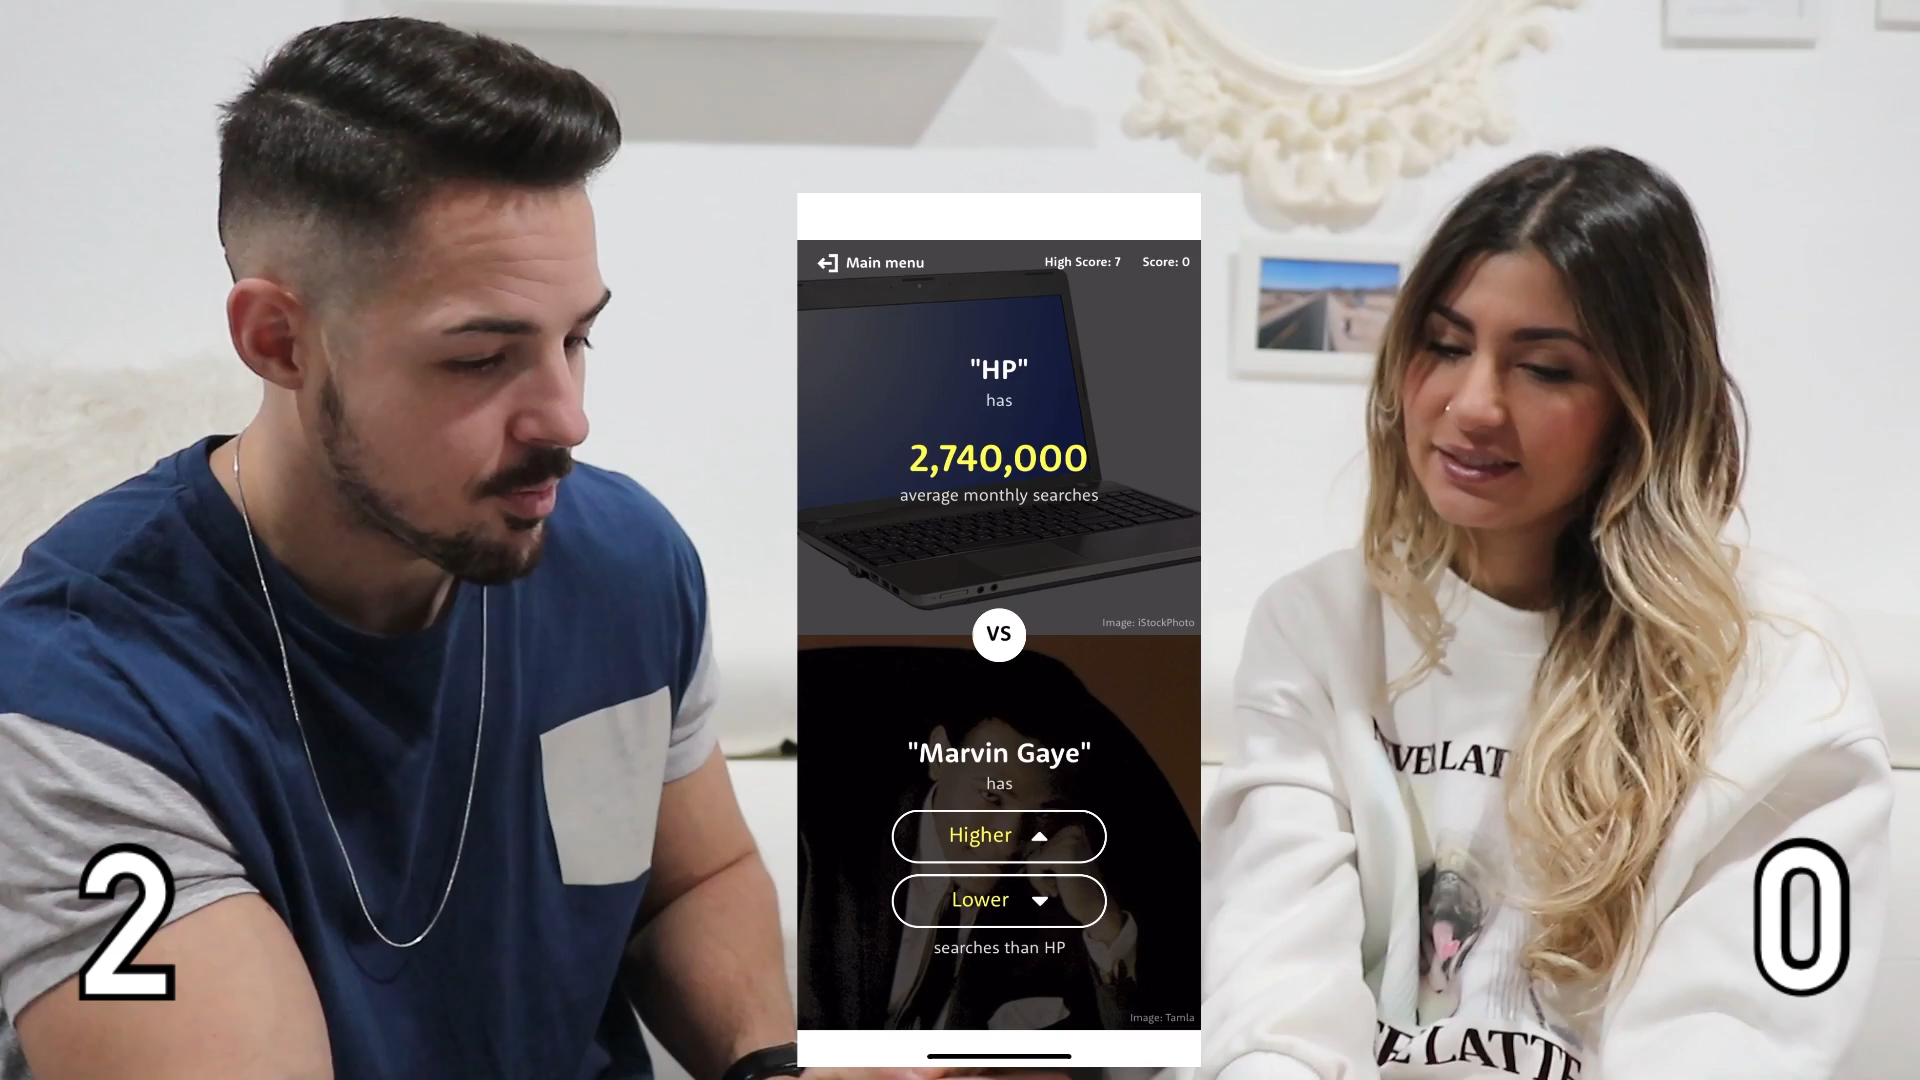 Main menu
High Score: 7
Score: 0
"HP"
has
2,740,000
average monthly searches
Image: iStockPhoto
VS
"Marvin Gaye"
has
Higher
Lower
searches than HP
Image: Tamla
2
0
LATTE